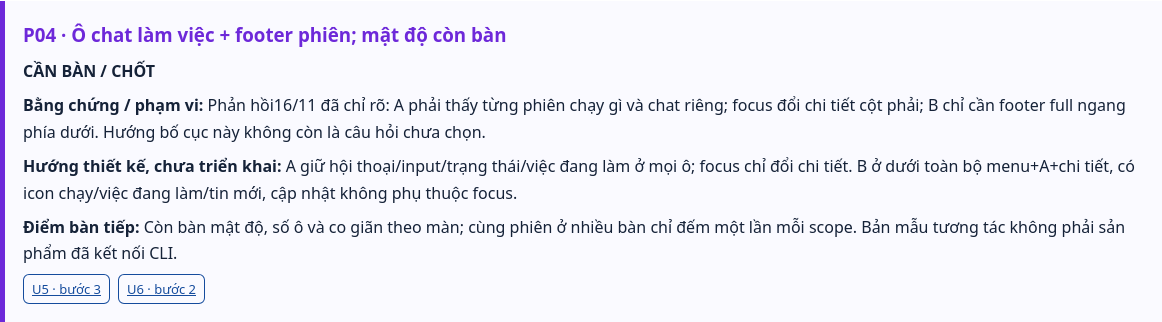 P04 · Ô chat làm việc + footer phiên; mật độ còn bàn
CẦN BÀN / CHỐT
Bằng chứng / phạm vi: Phản hồi16/11 đã chỉ rõ: A phải thấy từng phiên chạy gì và chat riêng; focus đổi chi tiết cột phải; B chỉ cần footer full ngang
phía dưới. Hướng bố cục này không còn là câu hỏi chưa chọn.
Hướng thiết kế, chưa triển khai: A giữ hội thoại/input/trạng thái/việc đang làm ở mọi ô; focus chỉ đổi chi tiết. B ở dưới toàn bộ menu+A+chi tiết, có
icon chạy/việc đang làm/tin mới, cập nhật không phụ thuộc focus.
Điểm bàn tiếp: Còn bàn mật độ, số ô và co giãn theo màn; cùng phiên ở nhiều bàn chỉ đếm một lần mỗi scope. Bản mẫu tương tác không phải sản
phẩm đã kết nối CLI.
U5 · bước 3 U6 · bước 2